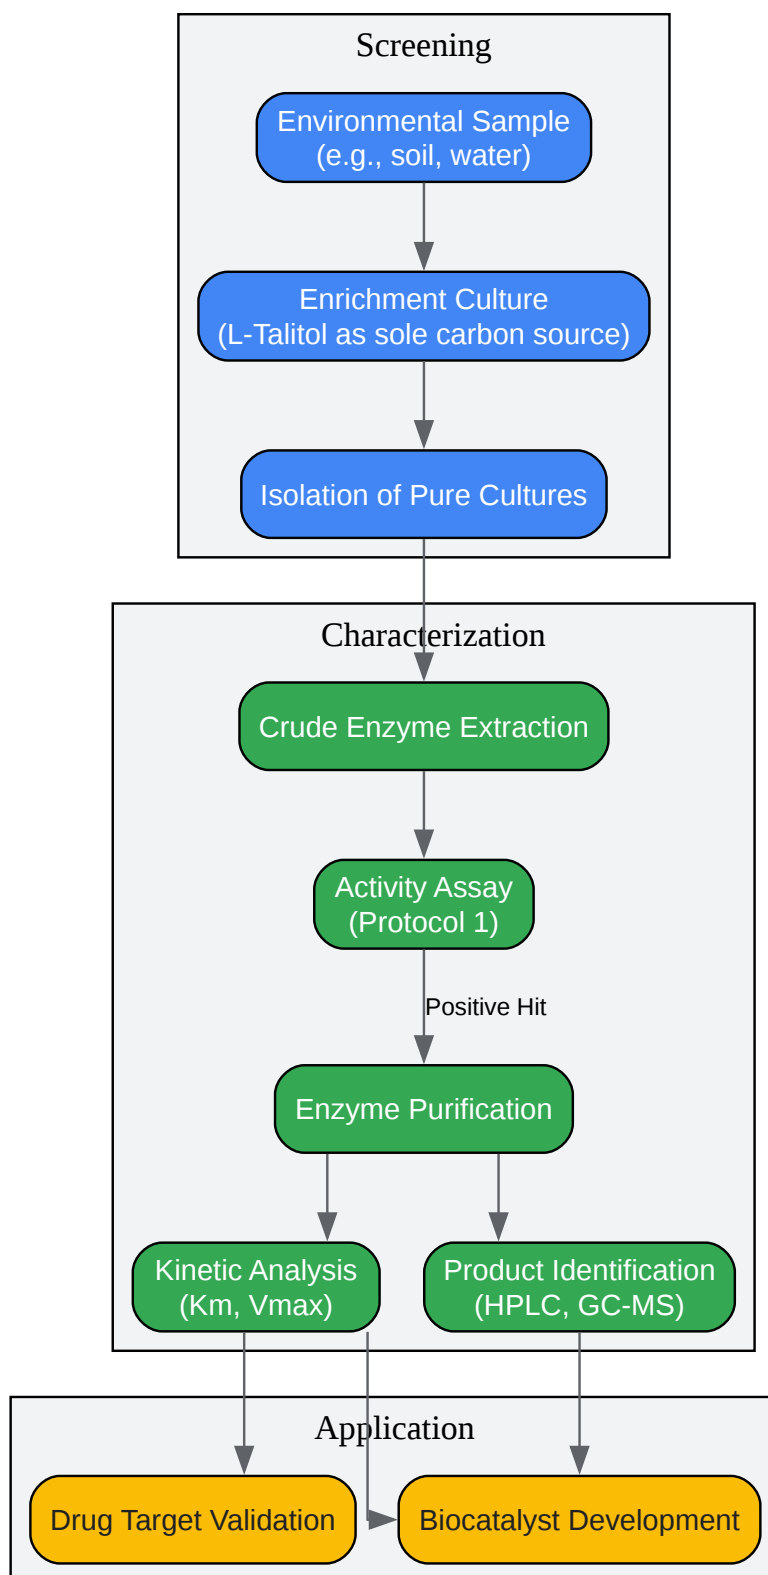 Screening
Environmental Sample
(e.g., soil, water)
Enrichment Culture
(L-Talitol as sole carbon source)
Isolation of Pure Cultures
Characterization
Crude Enzyme Extraction
Activity Assay
(Protocol 1)
Positive Hit
Enzyme Purification
Kinetic Analysis
(Km, Vmax)
Product Identification
(HPLC, GC-MS)
Application
Drug Target Validation
Biocatalyst Development